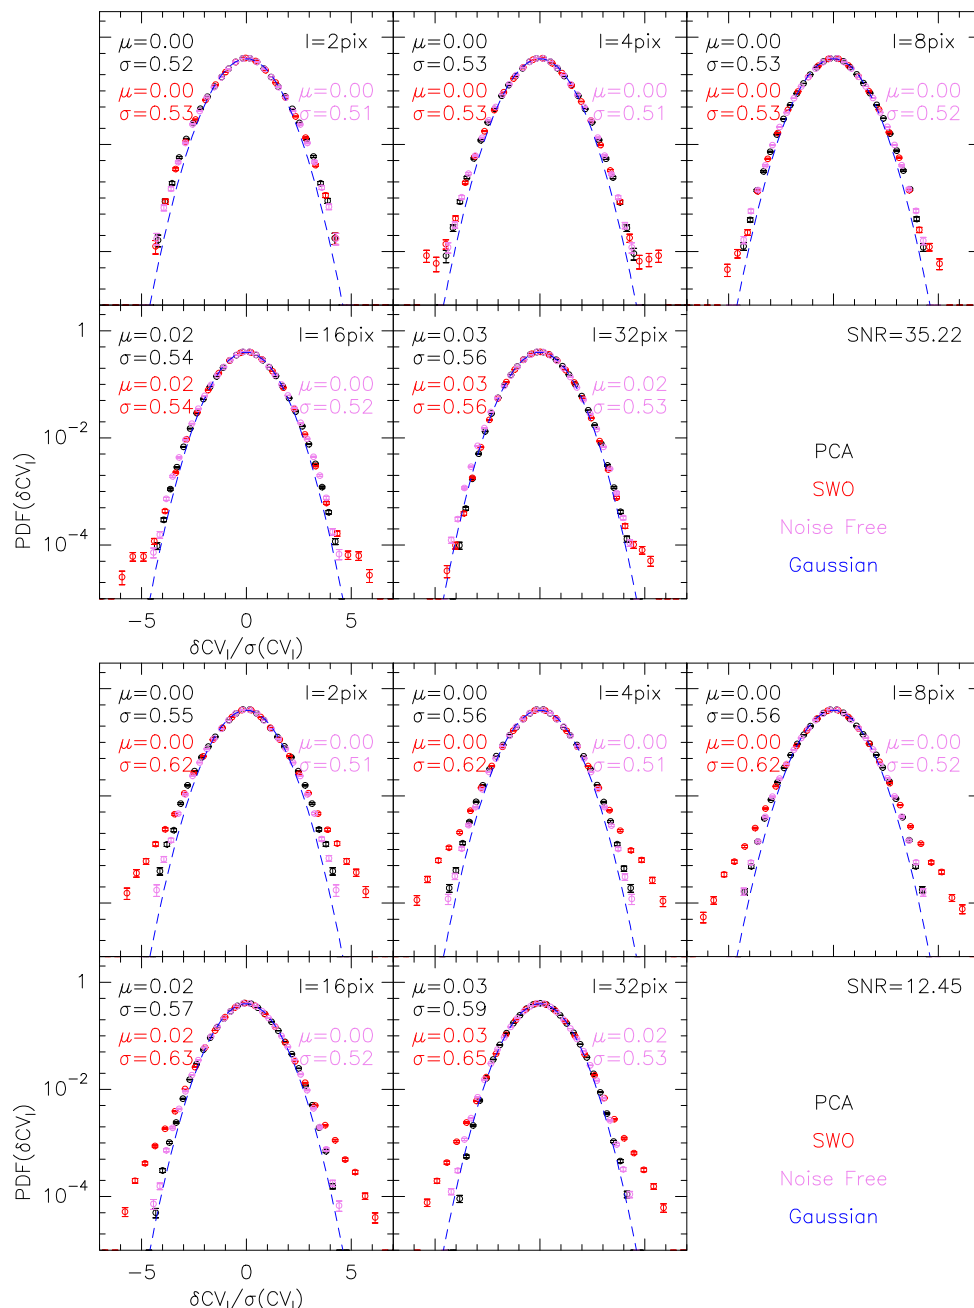 μ=0.00 l=2pix
σ=0.52
μ=0.00 μ=0.00
σ=0.53 σ=0.51
μ=0.00 l=4pix
σ=0.53
μ=0.00 μ=0.00
σ=0.53 σ=0.51
μ=0.00 l=8pix
σ=0.53
μ=0.00 μ=0.00
σ=0.53 σ=0.52
μ=0.02 l=16pix
σ=0.54
μ=0.02 μ=0.00
σ=0.54 σ=0.52
μ=0.03 l=32pix
σ=0.56
μ=0.03 μ=0.02
σ=0.56 σ=0.53
SNR=35.22
PCA
SWO
Noise Free
Gaussian
1
10⁻²
10⁻⁴
PDF(δCVₗ)
−5 0 5
δCVₗ/σ(CVₗ)
μ=0.00 l=2pix
σ=0.55
μ=0.00 μ=0.00
σ=0.62 σ=0.51
μ=0.00 l=4pix
σ=0.56
μ=0.00 μ=0.00
σ=0.62 σ=0.51
μ=0.00 l=8pix
σ=0.56
μ=0.00 μ=0.00
σ=0.62 σ=0.52
μ=0.02 l=16pix
σ=0.57
μ=0.02 μ=0.00
σ=0.63 σ=0.52
μ=0.03 l=32pix
σ=0.59
μ=0.03 μ=0.02
σ=0.65 σ=0.53
SNR=12.45
PCA
SWO
Noise Free
Gaussian
1
10⁻²
10⁻⁴
PDF(δCVₗ)
−5 0 5
δCVₗ/σ(CVₗ)